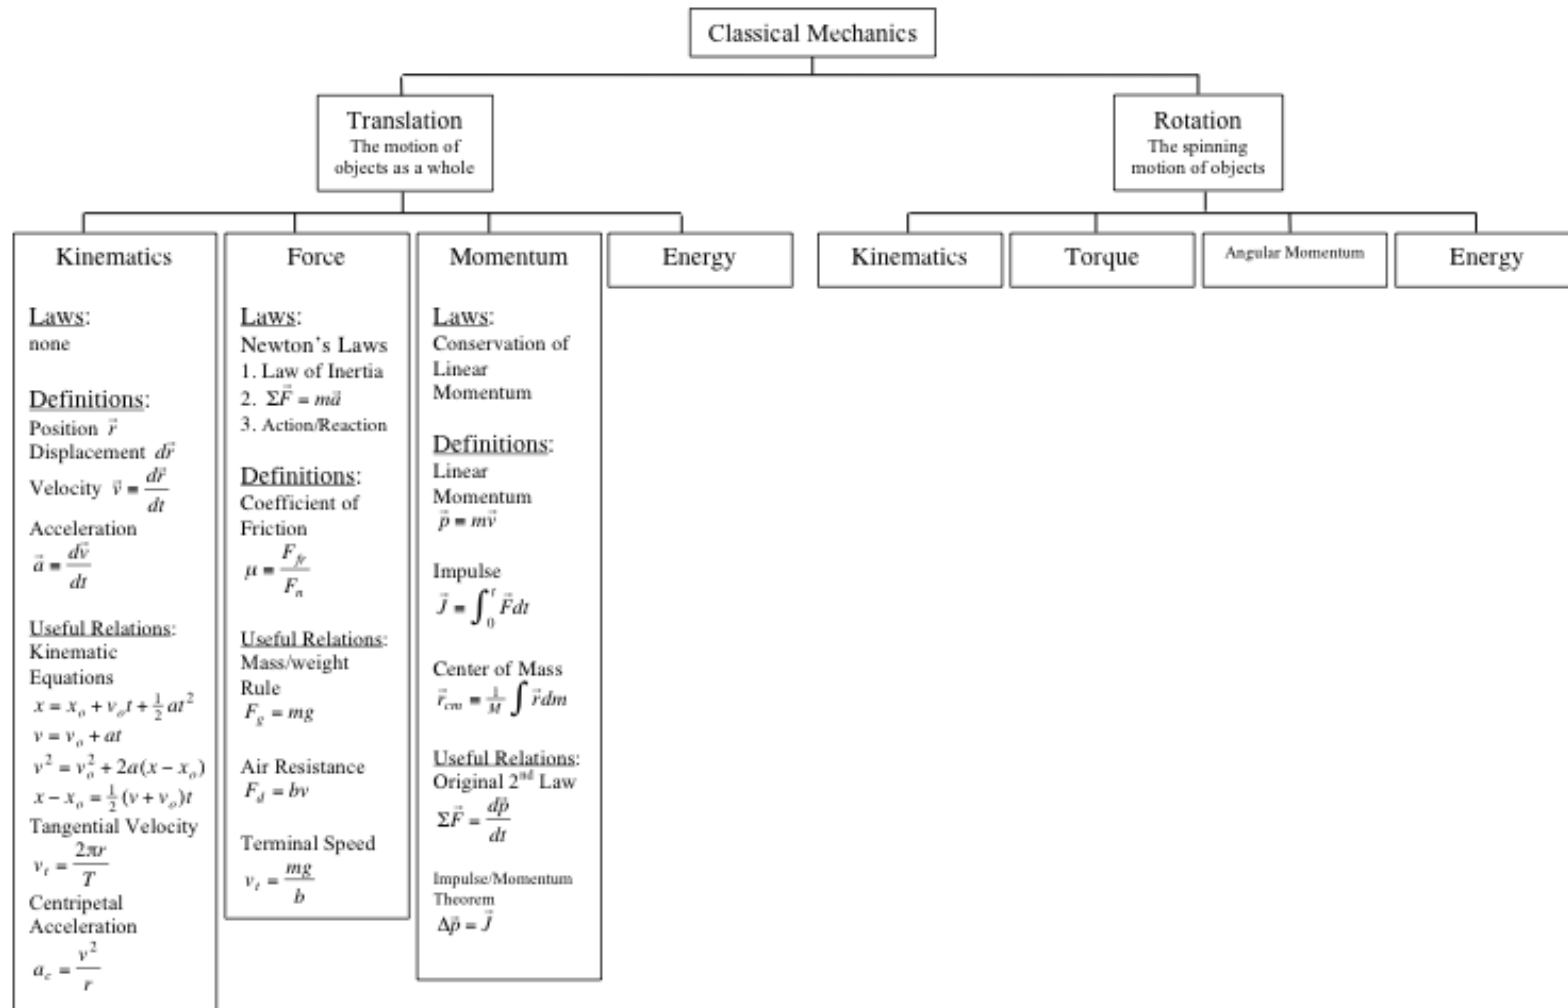 Classical Mechanics
Translation
The motion of
objects as a whole
Rotation
The spinning
motion of objects
Kinematics
Laws:
none
Definitions:
Position r⃗
Displacement dr⃗
Velocity v⃗ ≡ dr⃗/dt
Acceleration
a⃗ ≡ dv⃗/dt
Useful Relations:
Kinematic
Equations
x = x₀ + v₀t + ½ at²
v = v₀ + at
v² = v₀² + 2a(x − x₀)
x − x₀ = ½ (v + v₀)t
Tangential Velocity
vₜ = 2πr/T
Centripetal
Acceleration
a_c = v²/r
Force
Laws:
Newton's Laws
1. Law of Inertia
2. ΣF⃗ = ma⃗
3. Action/Reaction
Definitions:
Coefficient of
Friction
μ ≡ F_fr/F_n
Useful Relations:
Mass/weight
Rule
F_g = mg
Air Resistance
F_d = bv
Terminal Speed
vₜ = mg/b
Momentum
Laws:
Conservation of
Linear
Momentum
Definitions:
Linear
Momentum
p⃗ ≡ mv⃗
Impulse
J⃗ ≡ ∫₀ᵗ F⃗dt
Center of Mass
r⃗_cm ≡ 1/M ∫ r⃗dm
Useful Relations:
Original 2nd Law
ΣF⃗ = dp⃗/dt
Impulse/Momentum
Theorem
Δp⃗ = J⃗
Energy
Kinematics
Torque
Angular Momentum
Energy